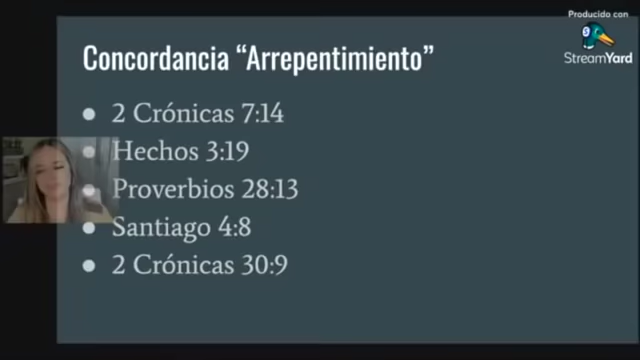 Producido con
StreamYard
Concordancia “Arrepentimiento”
• 2 Crónicas 7:14
• Hechos 3:19
• Proverbios 28:13
• Santiago 4:8
• 2 Crónicas 30:9